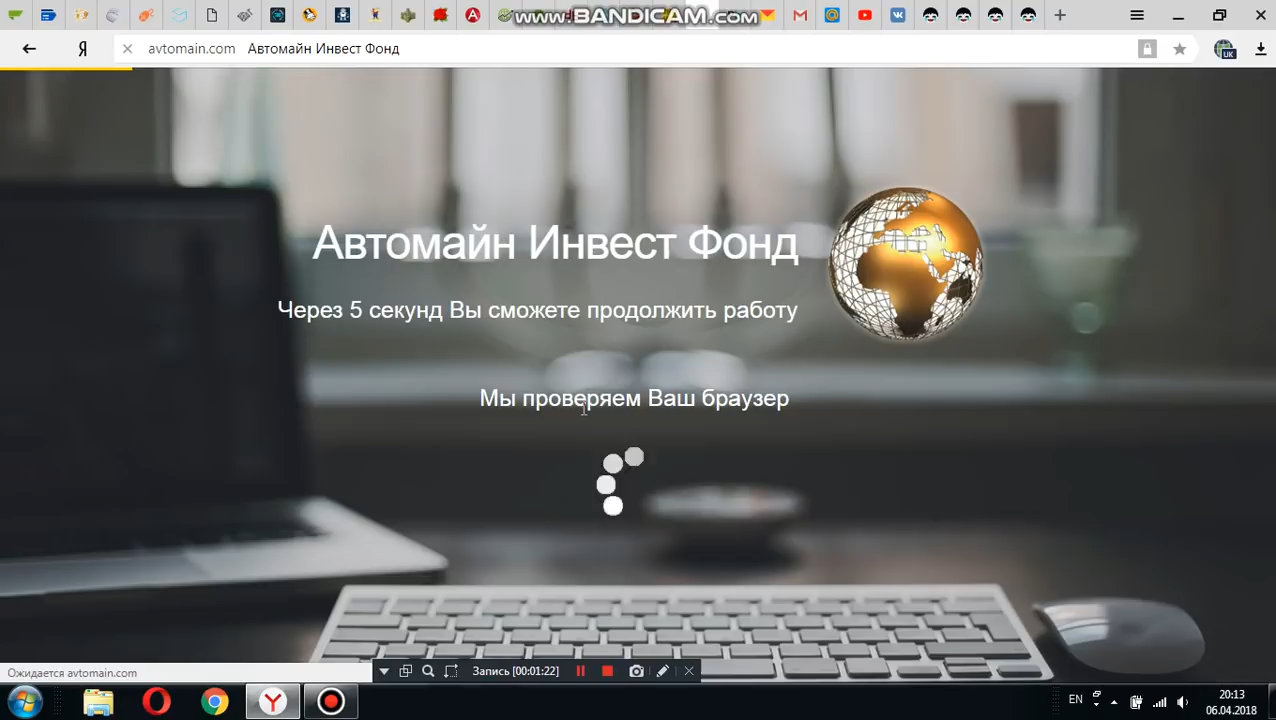 www.BANDICAM.com
avtomain.com Автомайн Инвест Фонд
UK
Автомайн Инвест Фонд
Через 5 секунд Вы сможете продолжить работу
Мы проверяем Ваш браузер
Ожидается avtomain.com
Запись [00:01:22]
EN
20:13
06.04.2018